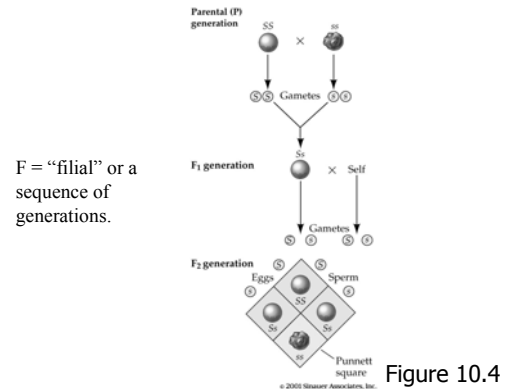 Parental (P)
generation
SS
ss
×
S S Gametes s s
Ss
F1 generation
× Self
Gametes
S s S s
F2 generation
S S
Eggs Sperm
s s
SS
Ss Ss
ss
Punnett
square
© 2001 Sinauer Associates, Inc.
F = “filial” or a
sequence of
generations.
Figure 10.4